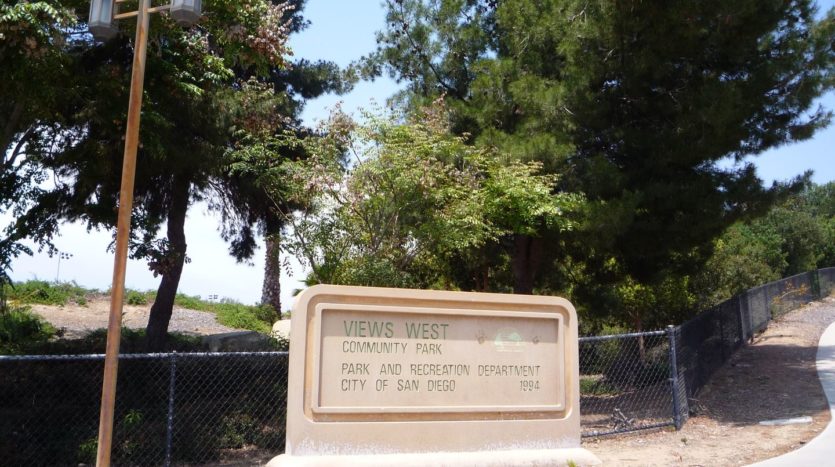 VIEWS WEST
COMMUNITY PARK
PARK AND RECREATION DEPARTMENT
CITY OF SAN DIEGO 1994